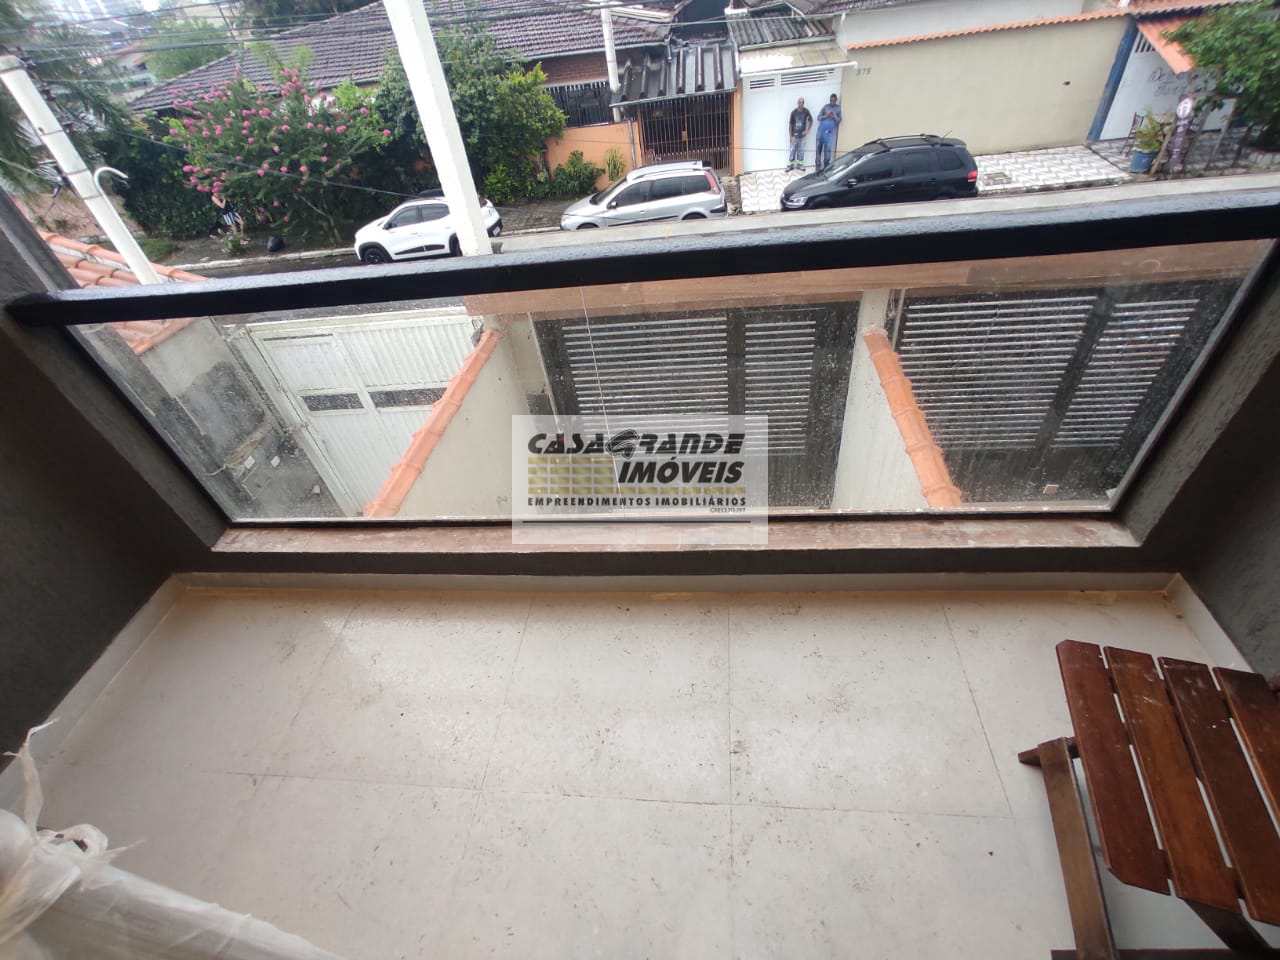 CASAGRANDE
IMÓVEIS
EMPREENDIMENTOS IMOBILIÁRIOS